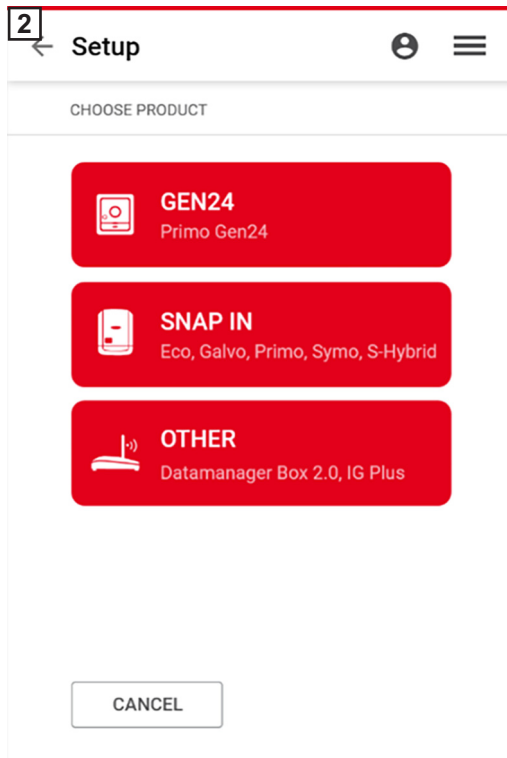 2
Setup
CHOOSE PRODUCT
GEN24
Primo Gen24
SNAP IN
Eco, Galvo, Primo, Symo, S-Hybrid
OTHER
Datamanager Box 2.0, IG Plus
CANCEL